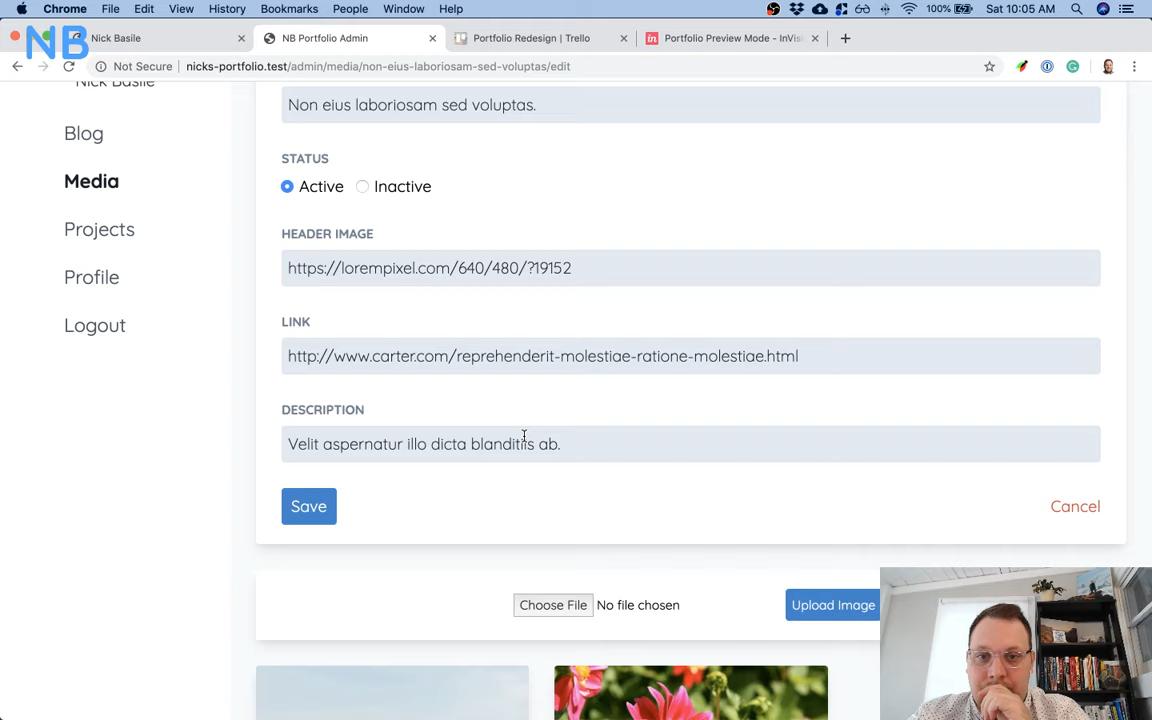 Chrome File Edit View History Bookmarks People Window Help 100% Sat 10:05 AM
NB
Nick Basile
NB Portfolio Admin
Portfolio Redesign | Trello
Portfolio Preview Mode - InVis
Not Secure nicks-portfolio.test/admin/media/non-eius-laboriosam-sed-voluptas/edit
Nick Basile
Blog
Media
Projects
Profile
Logout
Non eius laboriosam sed voluptas.
STATUS
Active Inactive
HEADER IMAGE
https://lorempixel.com/640/480/?19152
LINK
http://www.carter.com/reprehenderit-molestiae-ratione-molestiae.html
DESCRIPTION
Velit aspernatur illo dicta blanditiis ab.
Save Cancel
Choose File No file chosen Upload Image